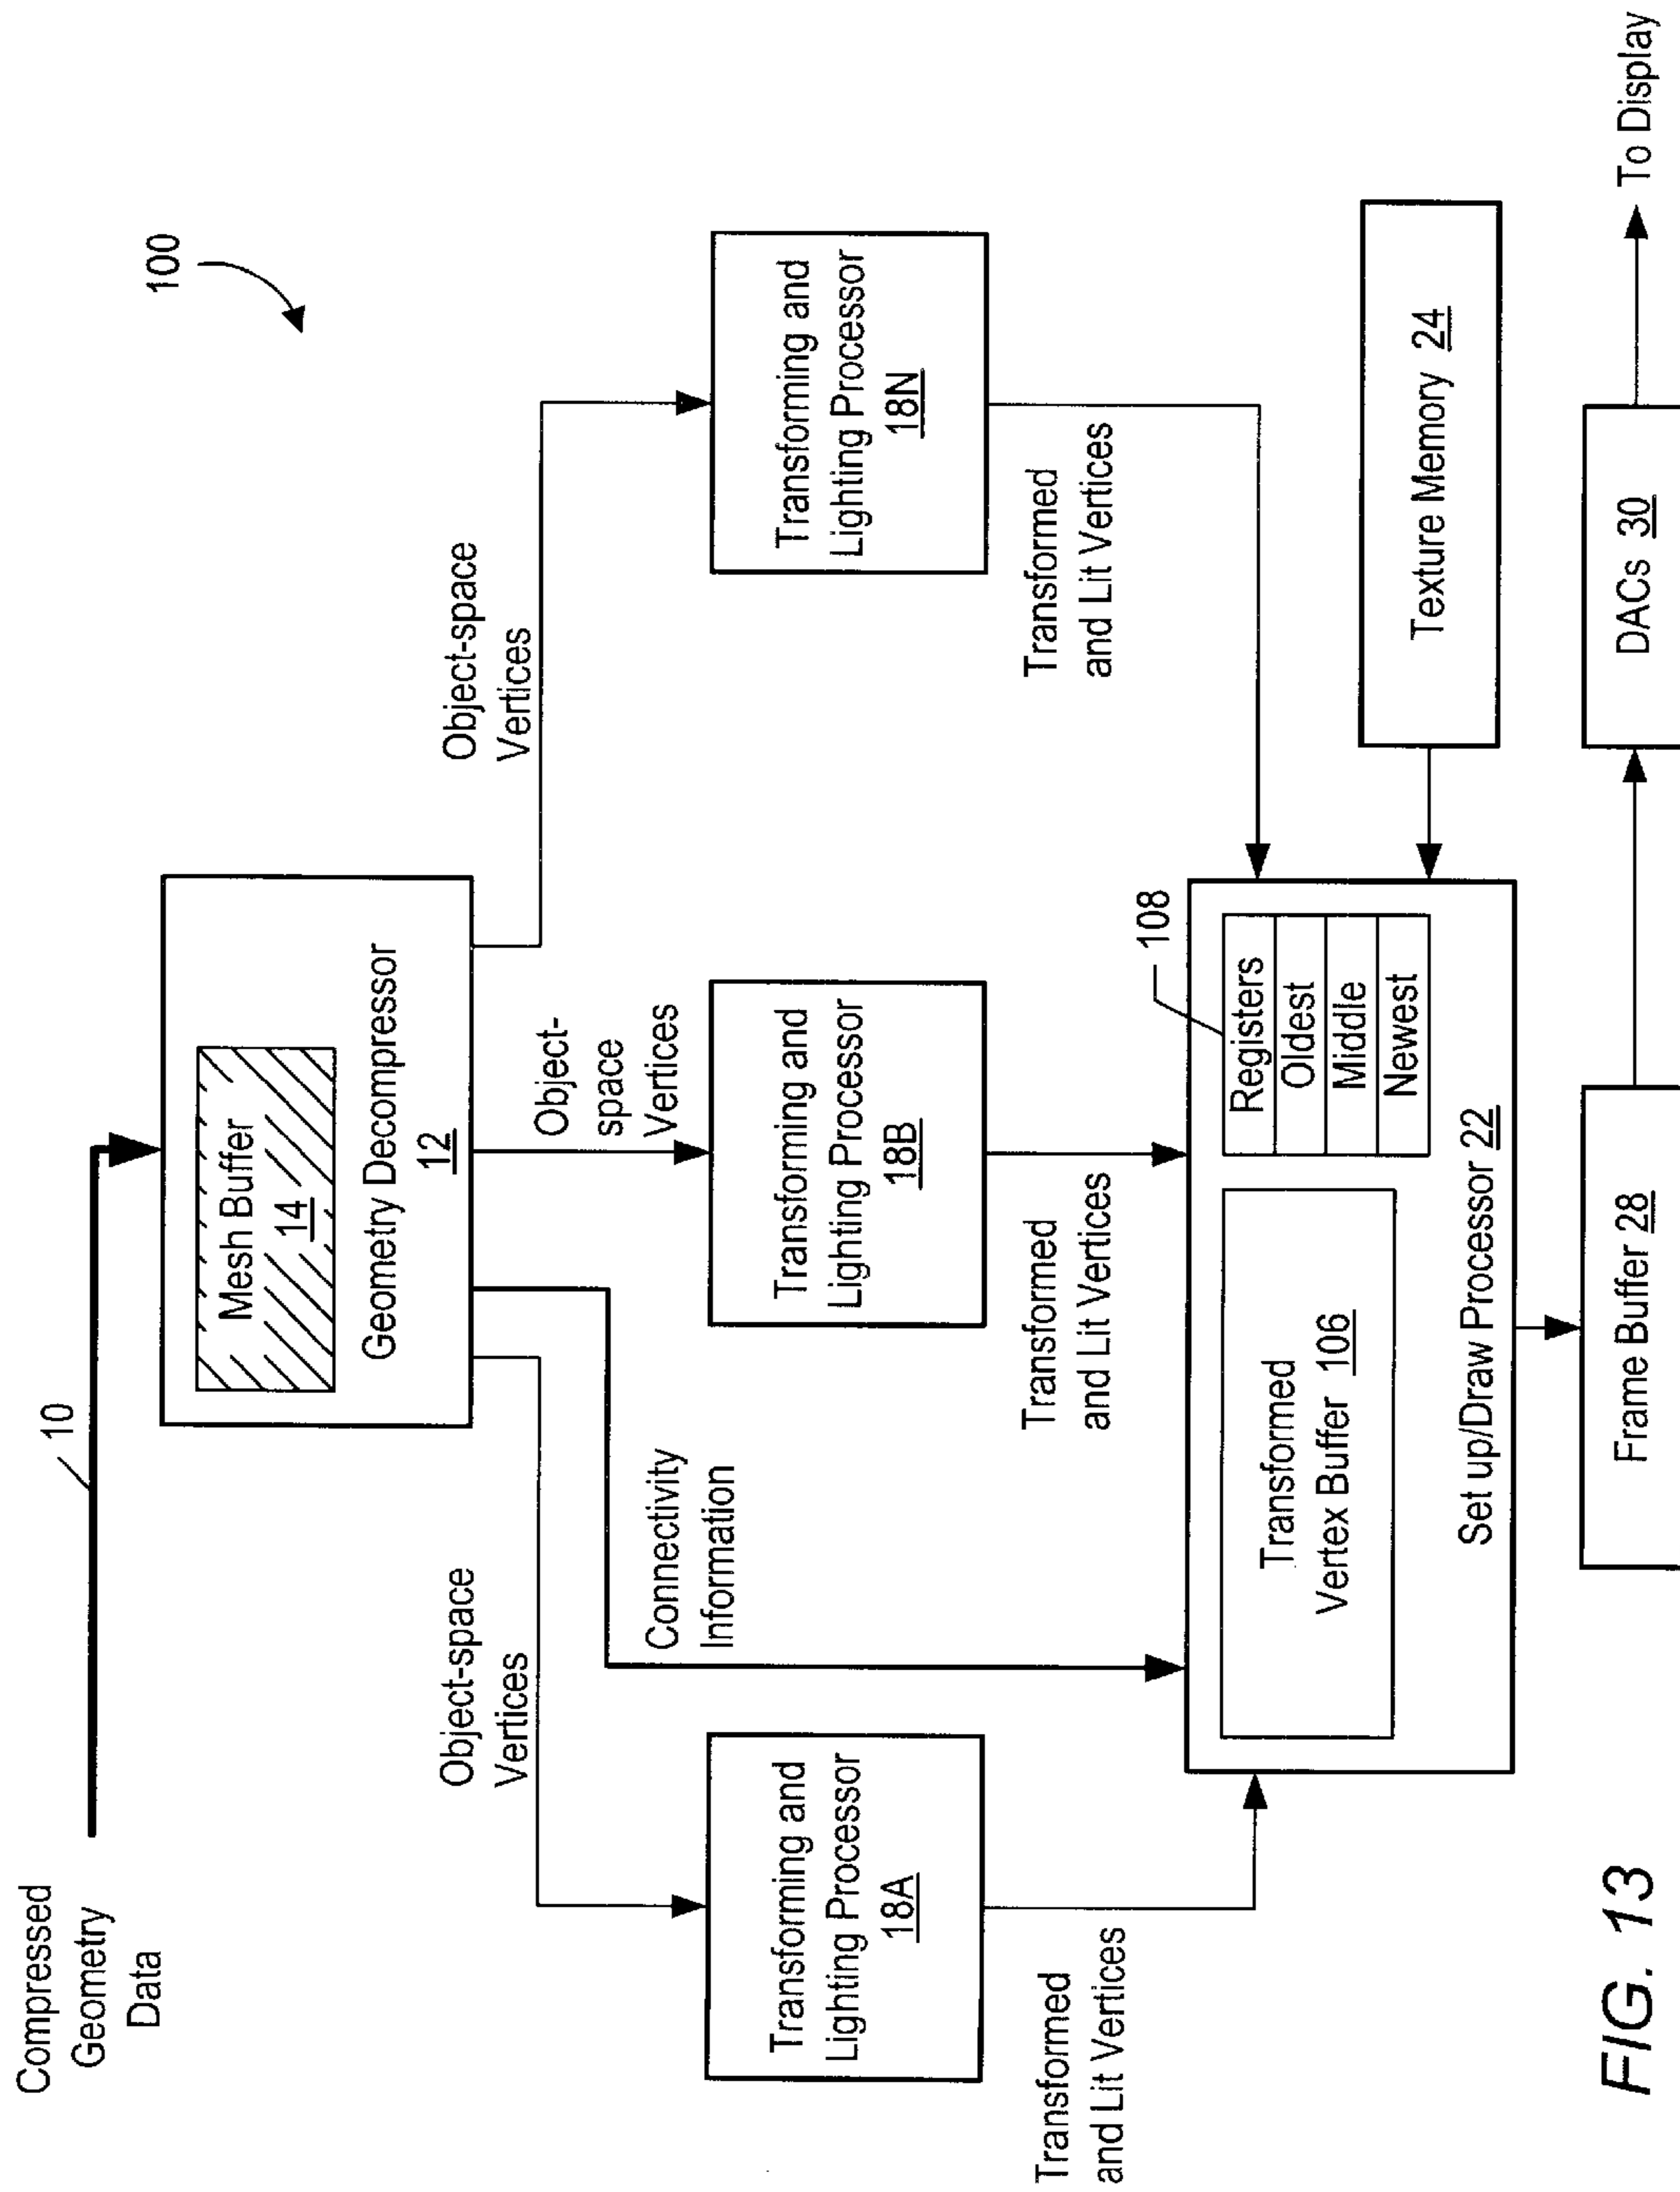 Compressed
Geometry
Data
10
100
Mesh Buffer
14
Geometry Decompressor
12
Object-space
Vertices
Connectivity
Information
Object-
space
Vertices
Object-space
Vertices
Transforming and
Lighting Processor
18A
Transforming and
Lighting Processor
18B
Transforming and
Lighting Processor
18N
Transformed
and Lit Vertices
Transformed
and Lit Vertices
Transformed
and Lit Vertices
108
Transformed
Vertex Buffer 106
Registers
Oldest
Middle
Newest
Set up/Draw Processor 22
Texture Memory 24
Frame Buffer 28
DACs 30
To Display
FIG. 13